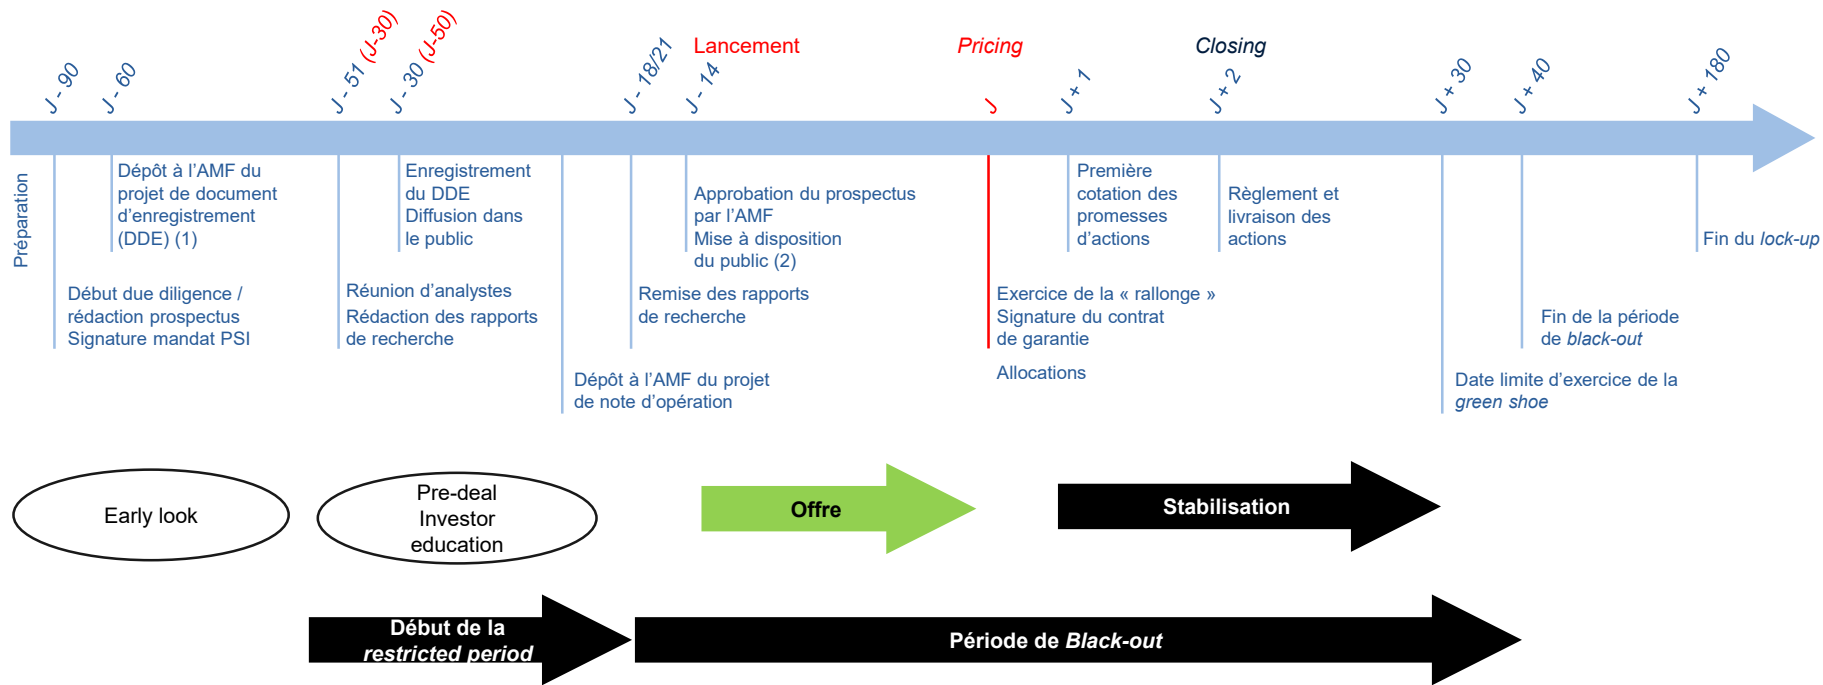 Lancement
Pricing
Closing
J - 90
J - 60
J - 51 (J-30)
J - 30 (J-50)
J - 18/21
J - 14
J
J + 1
J + 2
J + 30
J + 40
J + 180
Préparation
Dépôt à l’AMF du
projet de document
d’enregistrement
(DDE) (1)
Enregistrement
du DDE
Diffusion dans
le public
Approbation du prospectus
par l’AMF
Mise à disposition
du public (2)
Première
cotation des
promesses
d’actions
Règlement et
livraison des
actions
Fin du lock-up
Début due diligence /
rédaction prospectus
Signature mandat PSI
Réunion d’analystes
Rédaction des rapports
de recherche
Remise des rapports
de recherche
Exercice de la « rallonge »
Signature du contrat
de garantie
Allocations
Fin de la période
de black-out
Dépôt à l’AMF du projet
de note d’opération
Date limite d’exercice de la
green shoe
Early look
Pre-deal
Investor
education
Offre
Stabilisation
Début de la
restricted period
Période de Black-out